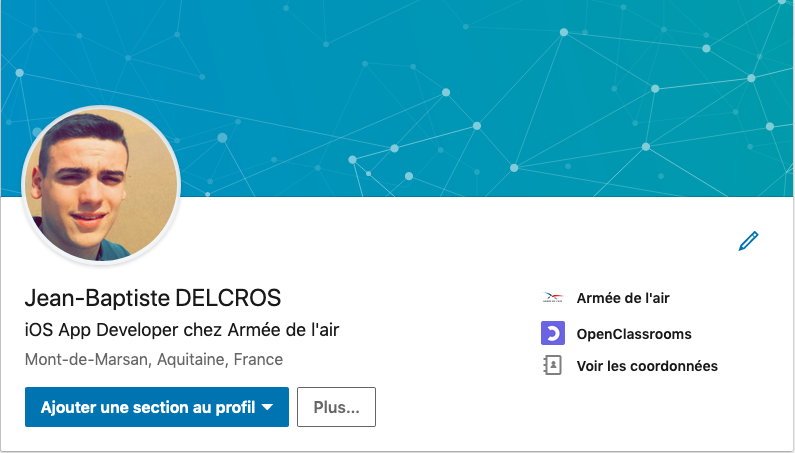 Jean-Baptiste DELCROS
iOS App Developer chez Armée de l'air
Mont-de-Marsan, Aquitaine, France
Ajouter une section au profil
Plus...
Armée de l'air
OpenClassrooms
Voir les coordonnées